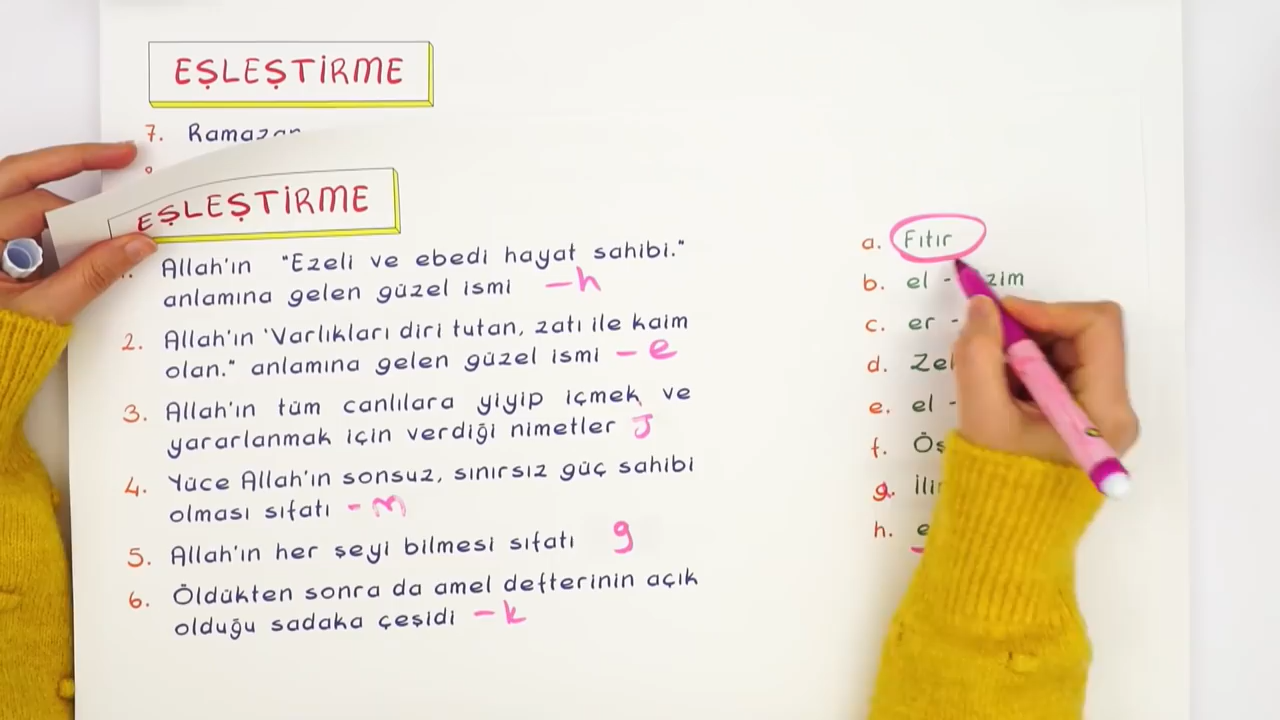 EŞLEŞTİRME
7. Ramazan
EŞLEŞTİRME
Allah'ın "Ezeli ve ebedi hayat sahibi."
anlamına gelen güzel ismi - h
2. Allah'ın 'Varlıkları diri tutan, zatı ile kaim
olan." anlamına gelen güzel ismi - e
3. Allah'ın tüm canlılara yiyip içmek ve
yararlanmak için verdiği nimetler J
4. Yüce Allah'ın sonsuz, sınırsız güç sahibi
olması sıfatı - m
5. Allah'ın her şeyi bilmesi sıfatı g
6. Öldükten sonra da amel defterinin açık
olduğu sadaka çeşidi - k
a. Fıtır
b. el - zim
c. er -
d. Ze
e. el -
f. Ös
g. İli
h. e